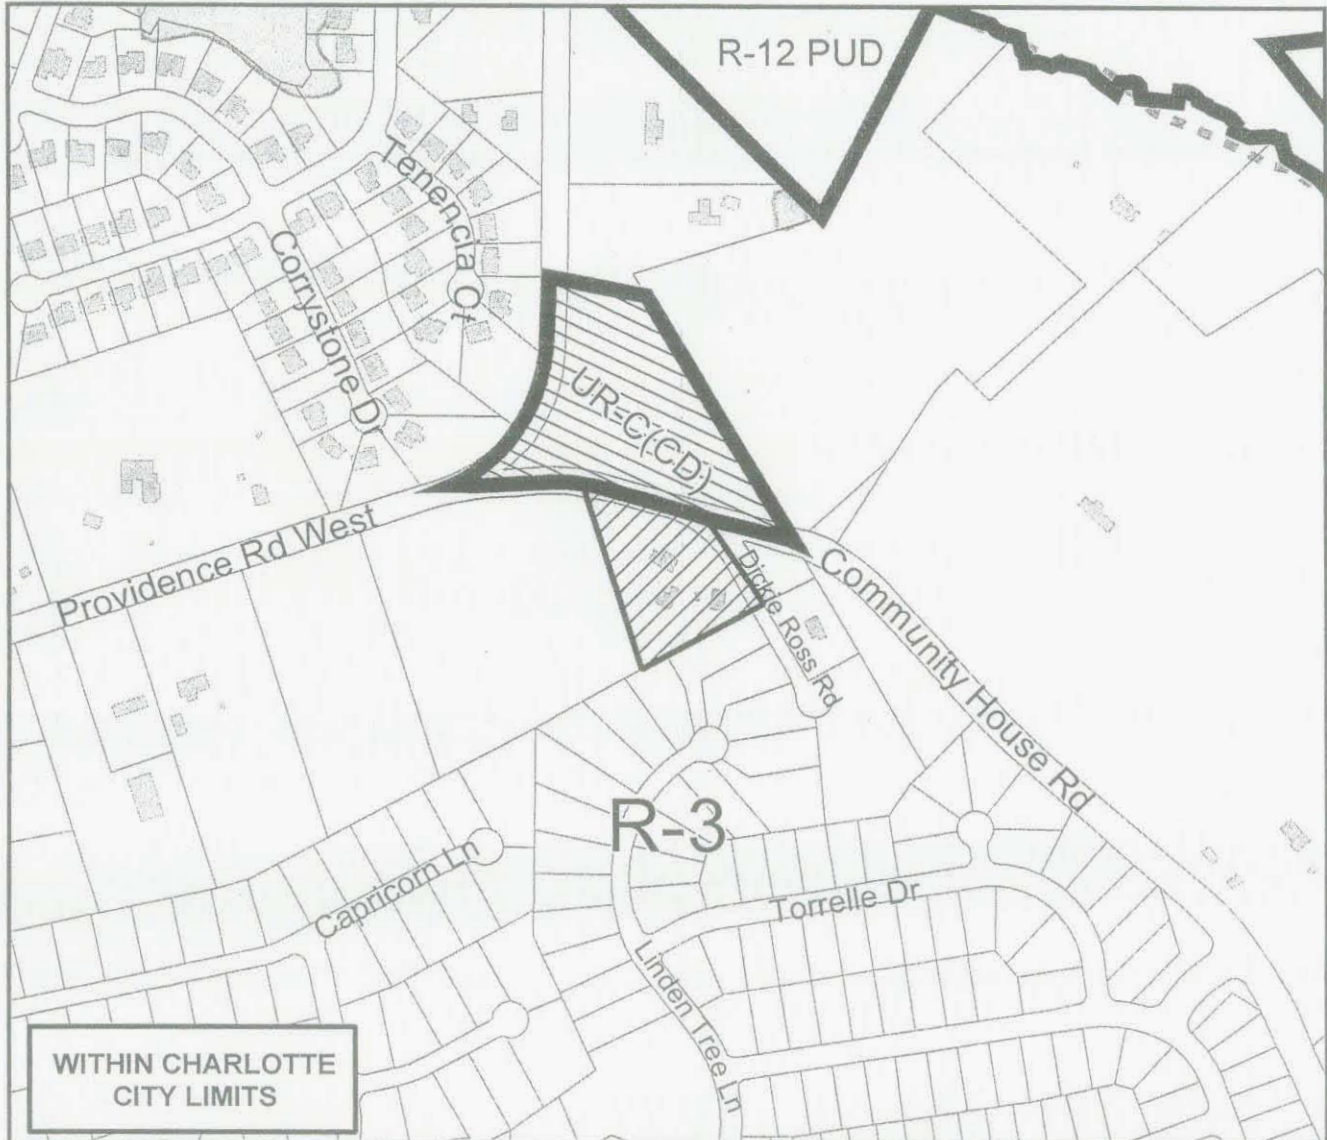 R-12 PUD
Tenencia Ct
Corrystone Dr
UR-C(CD)
Providence Rd West
Dickie Ross Rd
Community House Rd
R-3
Capricorn Ln
Torrelle Dr
Linden Tree Ln
WITHIN CHARLOTTE
CITY LIMITS